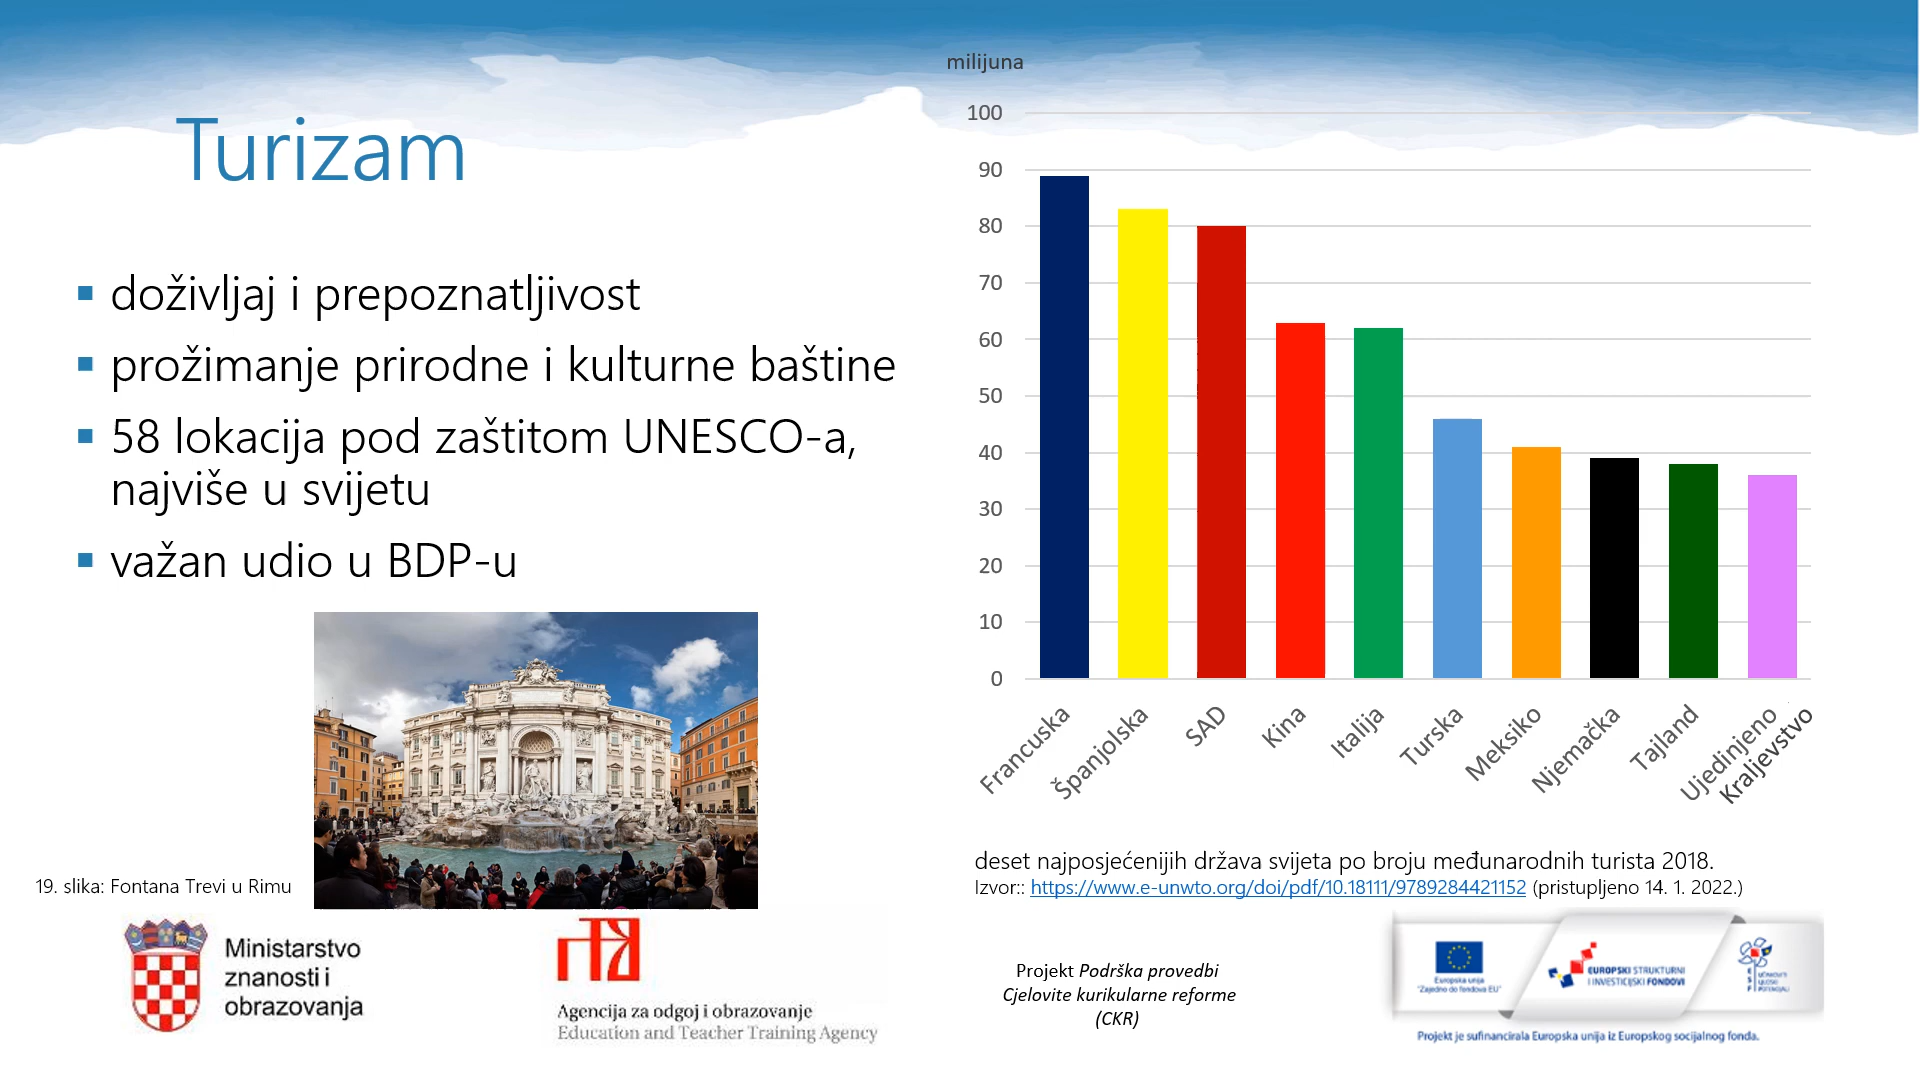 Turizam
doživljaj i prepoznatljivost
prožimanje prirodne i kulturne baštine
58 lokacija pod zaštitom UNESCO-a,
najviše u svijetu
važan udio u BDP-u
19. slika: Fontana Trevi u Rimu
milijuna
100
90
80
70
60
50
40
30
20
10
0
Francuska
Španjolska
SAD
Kina
Italija
Turska
Meksiko
Njemačka
Tajland
Ujedinjeno
Kraljevstvo
deset najposjećenijih država svijeta po broju međunarodnih turista 2018.
Izvor:: https://www.e-unwto.org/doi/pdf/10.18111/9789284421152 (pristupljeno 14. 1. 2022.)
Ministarstvo
znanosti i
obrazovanja
Agencija za odgoj i obrazovanje
Education and Teacher Training Agency
Projekt Podrška provedbi
Cjelovite kurikularne reforme
(CKR)
Europska unija
"Zajedno do fondova EU"
EUROPSKI STRUKTURNI
I INVESTICIJSKI FONDOVI
UČINKOVITI
LJUDSKI
POTENCIJALI
Projekt je sufinancirala Europska unija iz Europskog socijalnog fonda.